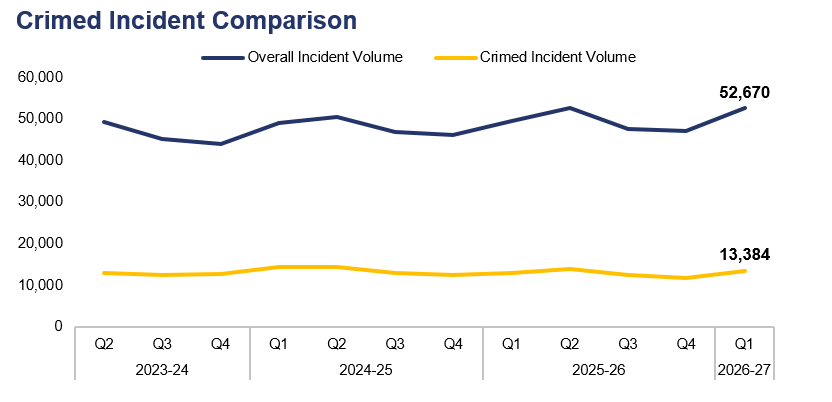 Crimed Incident Comparison
Overall Incident Volume Crimed Incident Volume
60,000
52,670
50,000
40,000
30,000
20,000
13,384
10,000
0
Q2 Q3 Q4 Q1 Q2 Q3 Q4 Q1 Q2 Q3 Q4 Q1
2023-24 2024-25 2025-26 2026-27